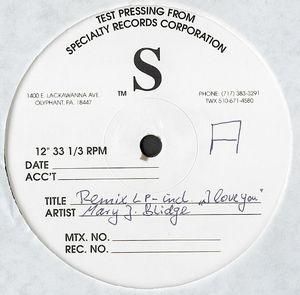 TEST PRESSING FROM
SPECIALTY RECORDS CORPORATION
1400 E. LACKAWANNA AVE.
OLYPHANT, PA. 18447
TM S
PHONE: (717) 383-3291
TWX 510-671-4580
A
12" 33 1/3 RPM
DATE
ACC'T
TITLE Remix LP - incl. „I love you"
ARTIST Mary J. Blidge
MTX. NO.
REC. NO.